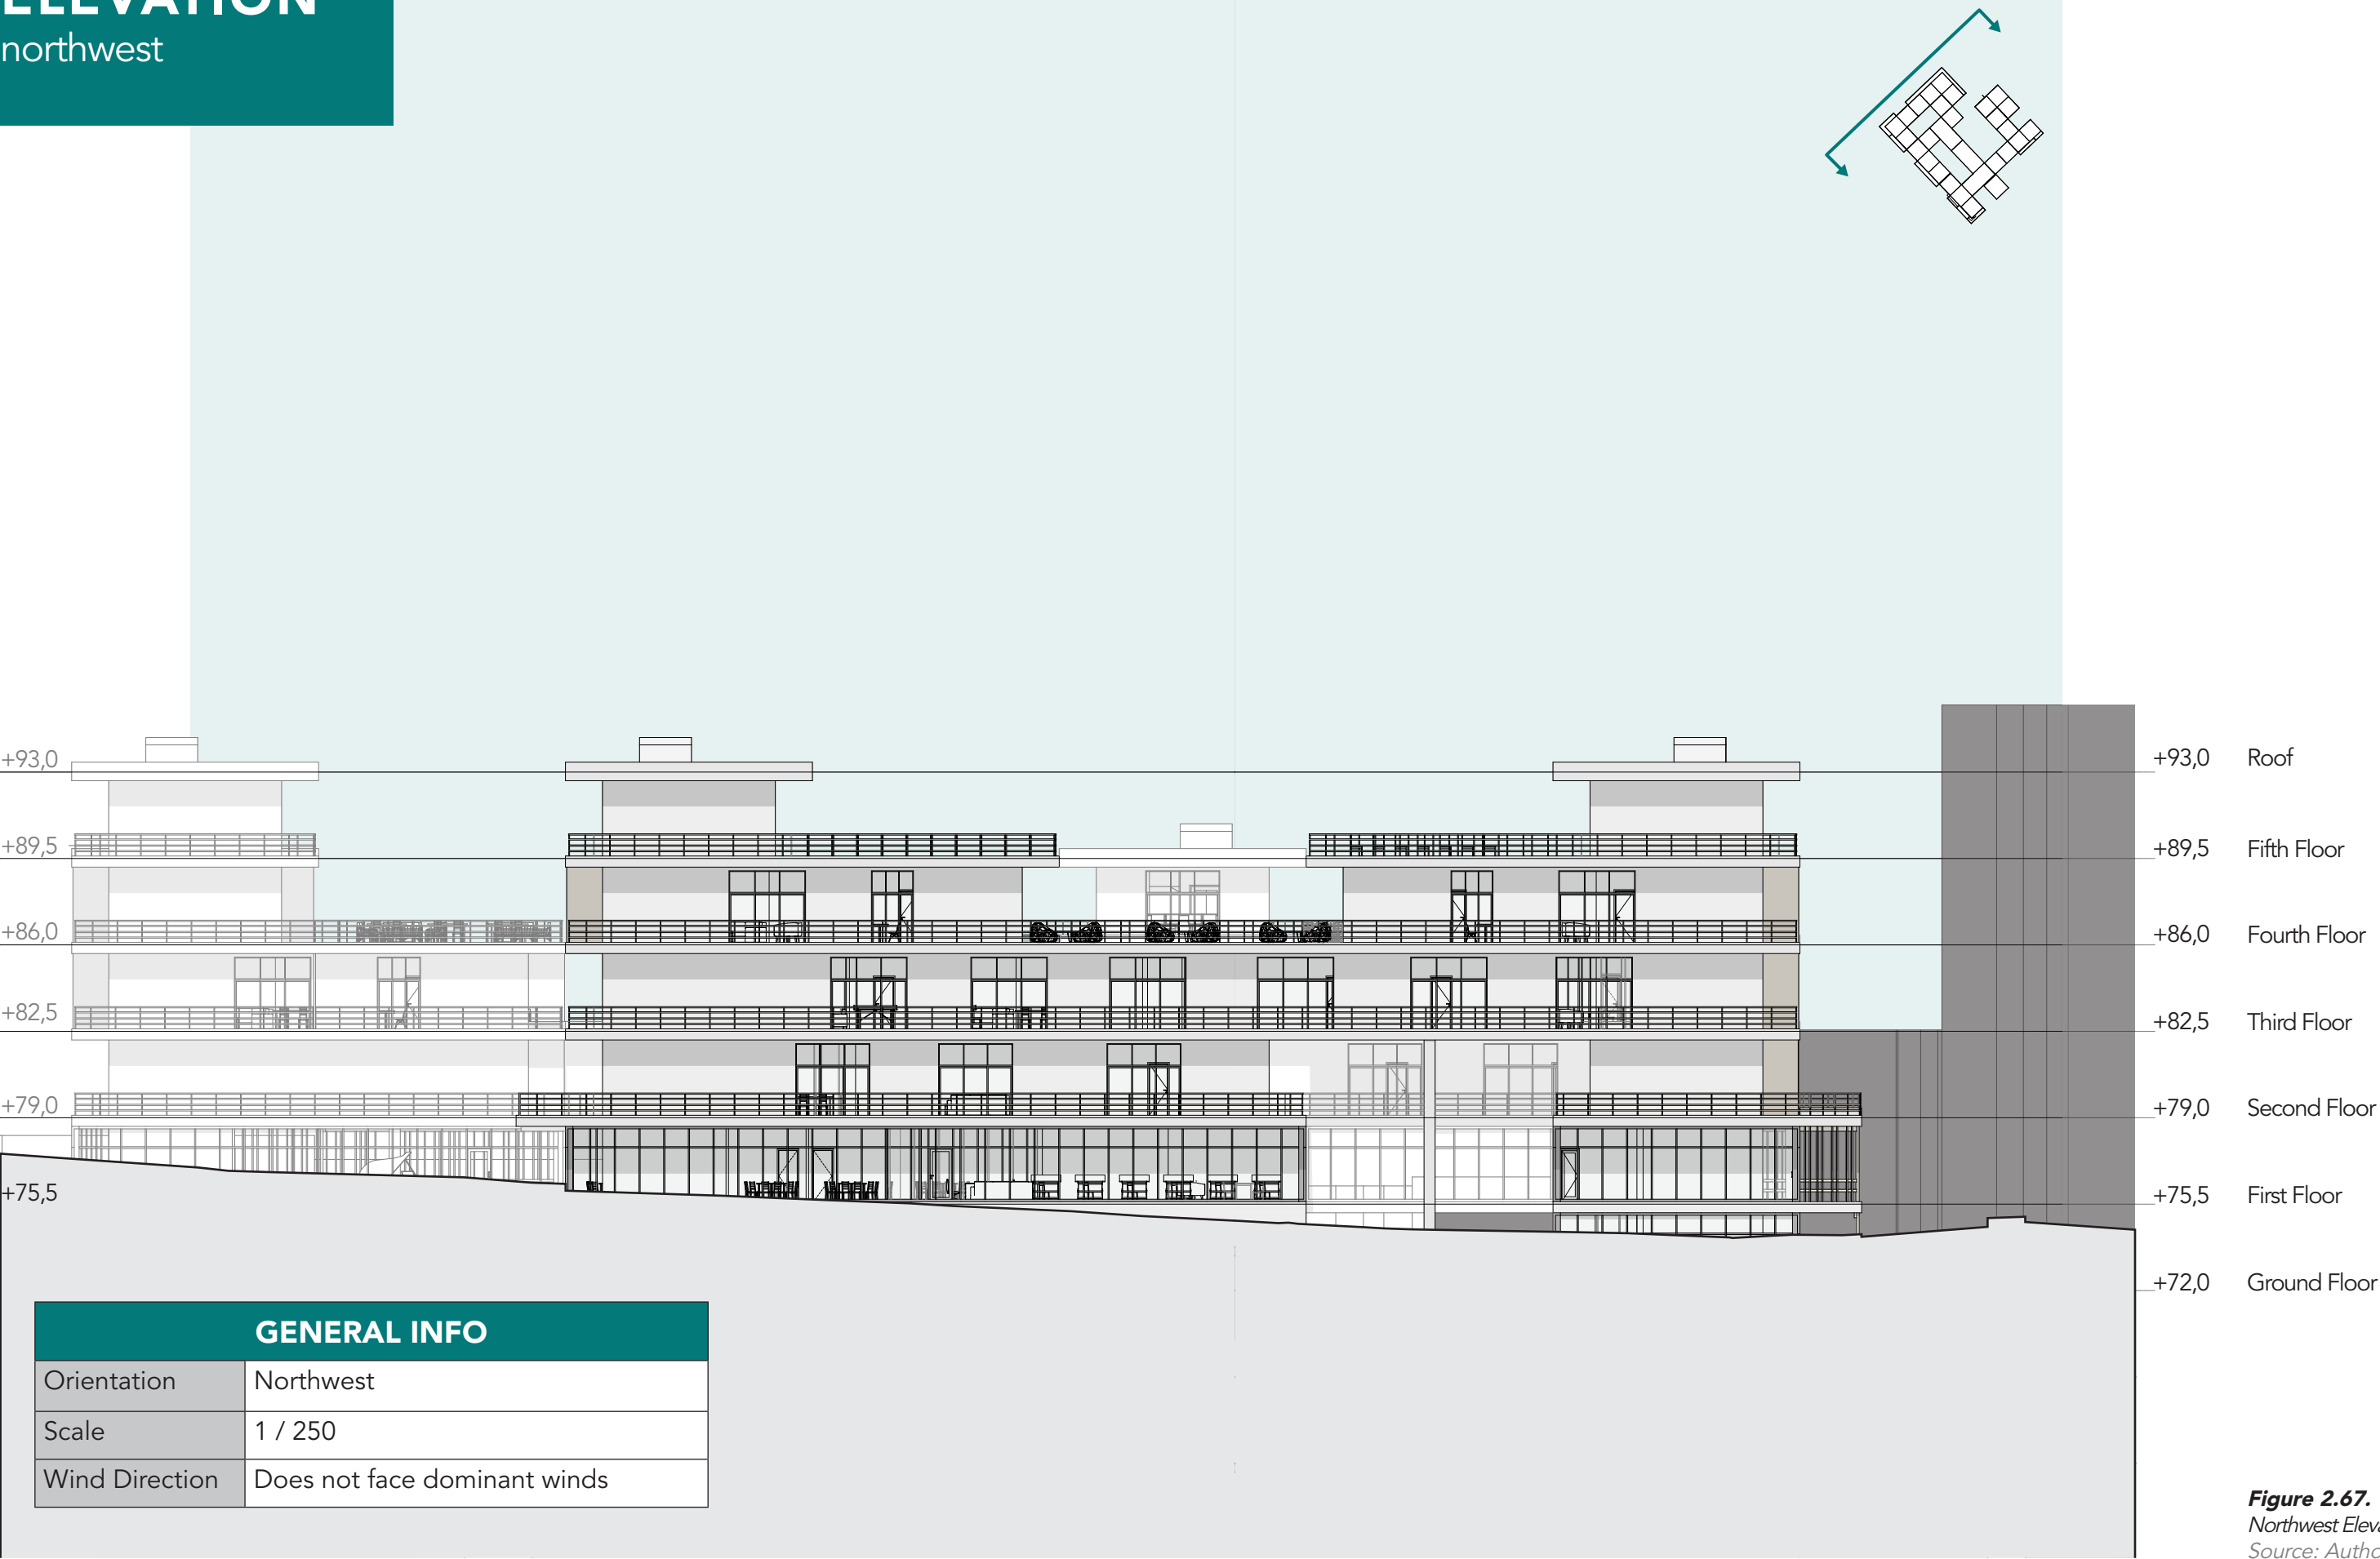 ELEVATION
northwest
+93,0
+89,5
+86,0
+82,5
+79,0
+75,5
+93,0 Roof
+89,5 Fifth Floor
+86,0 Fourth Floor
+82,5 Third Floor
+79,0 Second Floor
+75,5 First Floor
+72,0 Ground Floor
GENERAL INFO
Orientation Northwest
Scale 1 / 250
Wind Direction Does not face dominant winds
Figure 2.67.
Northwest
Source: